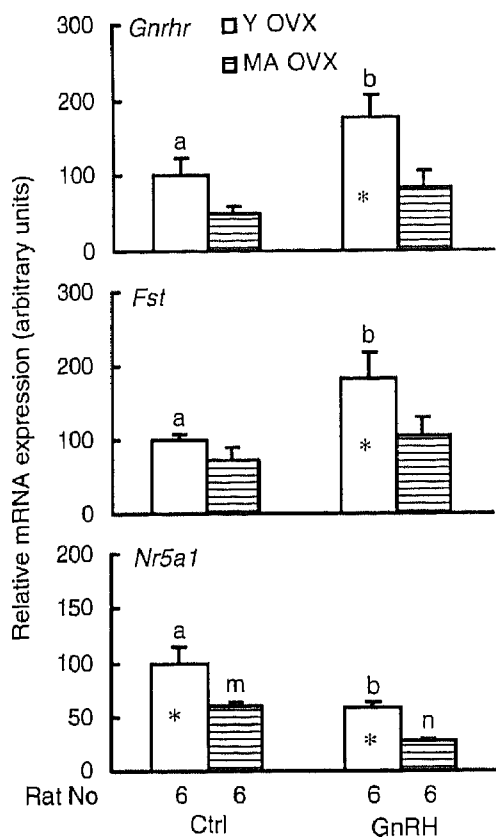 Relative mRNA expression (arbitrary units)
Gnrhr
Y OVX
MA OVX
300
200
100
0
a
b
*
Fst
300
200
100
0
a
b
*
Nr5a1
200
150
100
50
0
a
m
b
n
*
*
Rat No 6 6 6 6
Ctrl GnRH